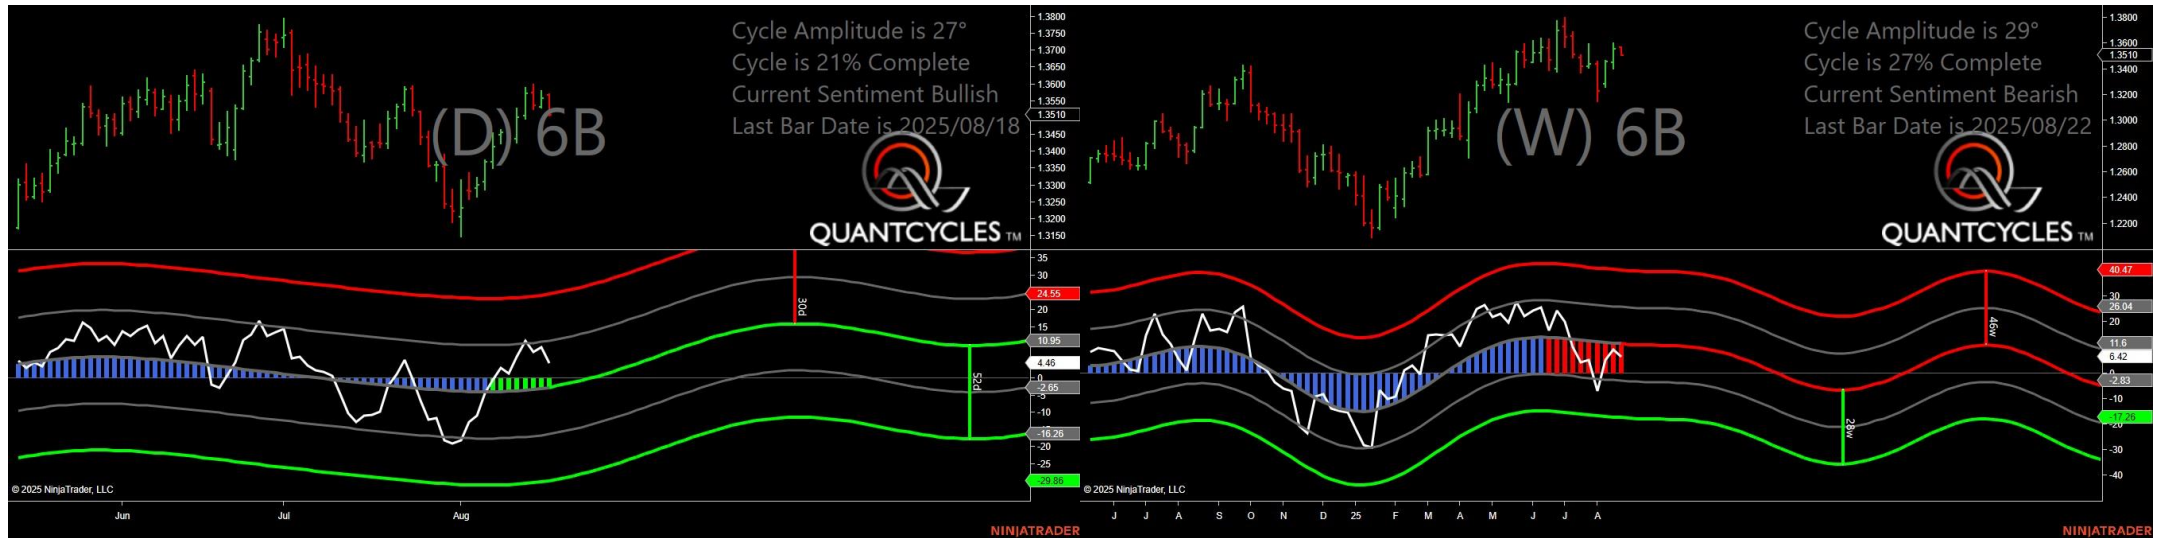 Cycle Amplitude is 27°
Cycle is 21% Complete
Current Sentiment Bullish
Last Bar Date is 2025/08/18
(D) 6B
QUANTCYCLES TM
1.3800
1.3750
1.3700
1.3650
1.3600
1.3550
1.3510
1.3450
1.3400
1.3350
1.3300
1.3250
1.3200
1.3150
35
30
24.55
20
15
10.95
4.46
0
-2.65
-5
-10
-16.26
-20
-25
-29.86
30d
52d
© 2025 NinjaTrader, LLC
Jun Jul Aug
NINJATRADER
Cycle Amplitude is 29°
Cycle is 27% Complete
Current Sentiment Bearish
Last Bar Date is 2025/08/22
(W) 6B
QUANTCYCLES TM
1.3800
1.3600
1.3510
1.3400
1.3200
1.3000
1.2800
1.2600
1.2400
1.2200
40.47
30
26.04
20
11.6
6.42
0
-2.83
-10
-17.26
-20
-30
-40
46w
28w
© 2025 NinjaTrader, LLC
J J A S O N D 25 F M A M J J A
NINJATRADER